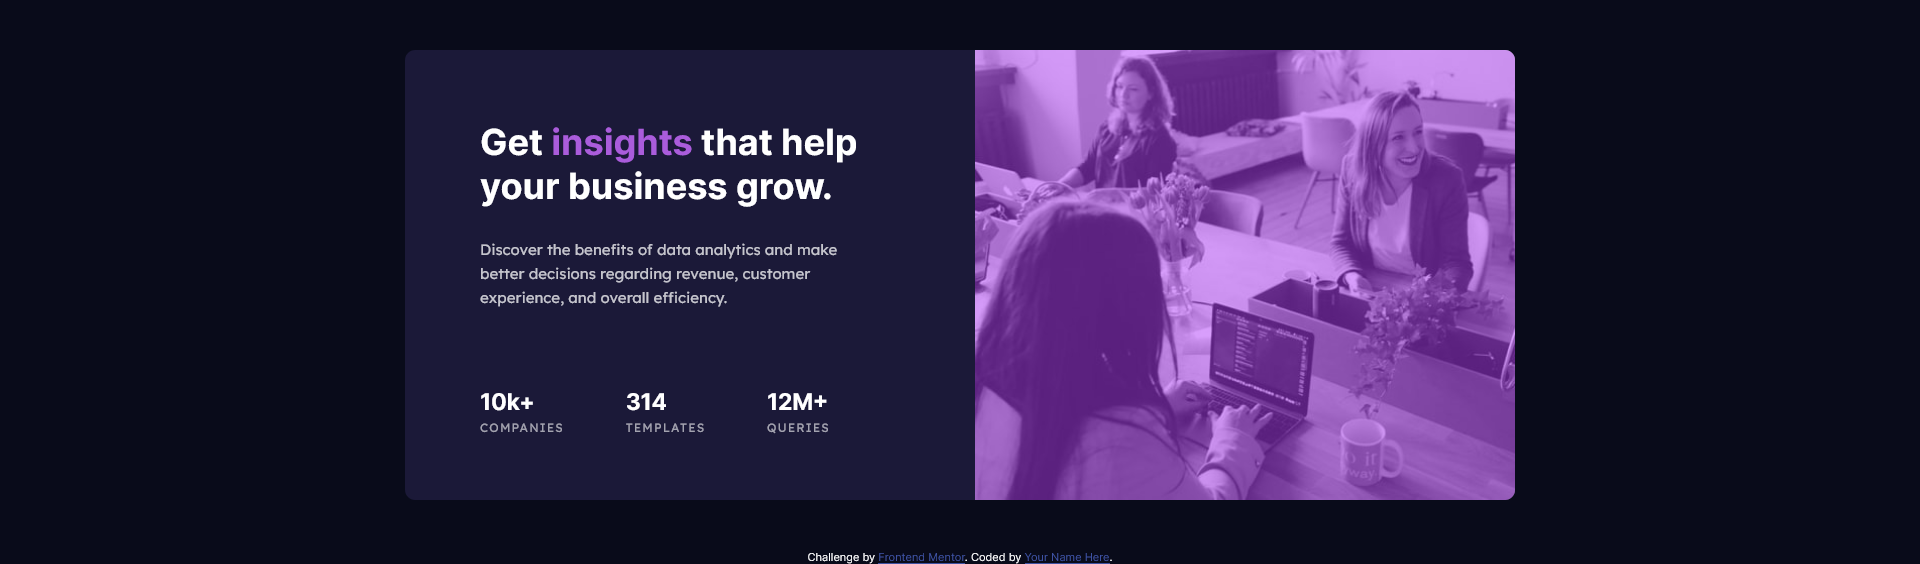 Get insights that help
your business grow.
Discover the benefits of data analytics and make
better decisions regarding revenue, customer
experience, and overall efficiency.
10k+
COMPANIES
314
TEMPLATES
12M+
QUERIES
Challenge by Frontend Mentor. Coded by Your Name Here.